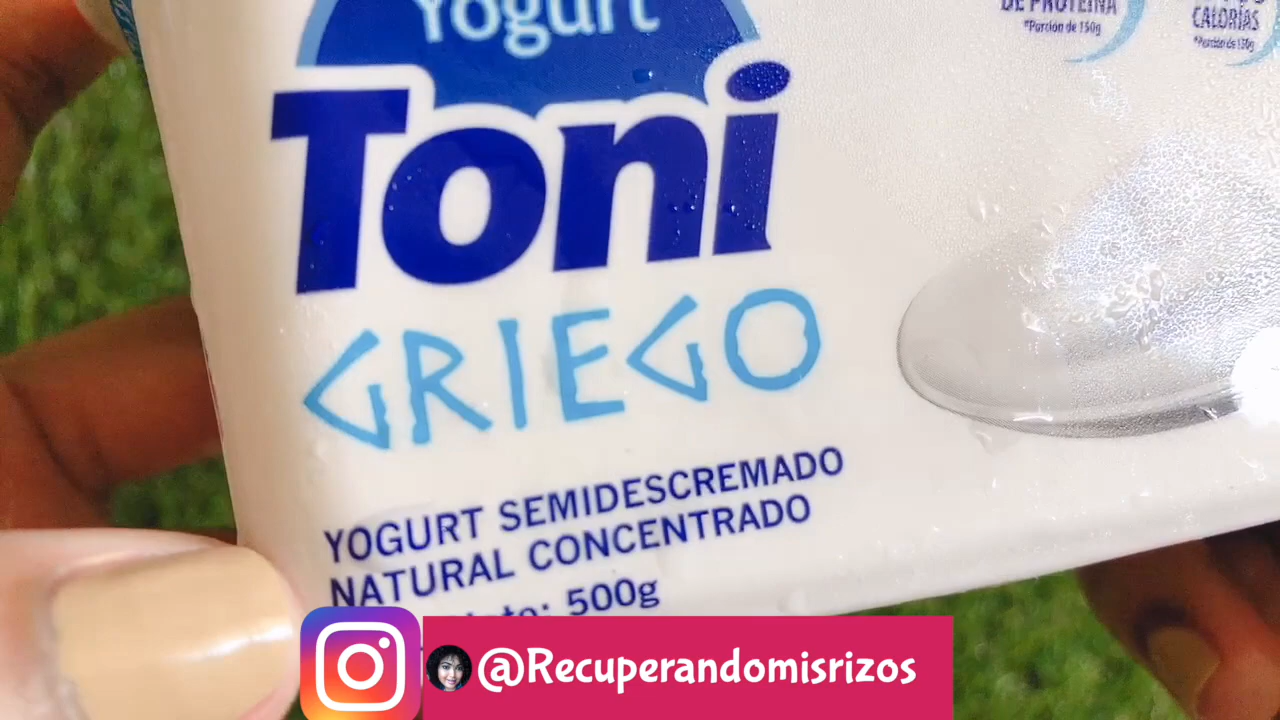 Yogurt
Toni
GRIEGO
YOGURT SEMIDESCREMADO
NATURAL CONCENTRADO
500g
DE PROTEÍNA
*Porción de 150g
CALORÍAS
*Porción de 150g
@Recuperandomisrizos